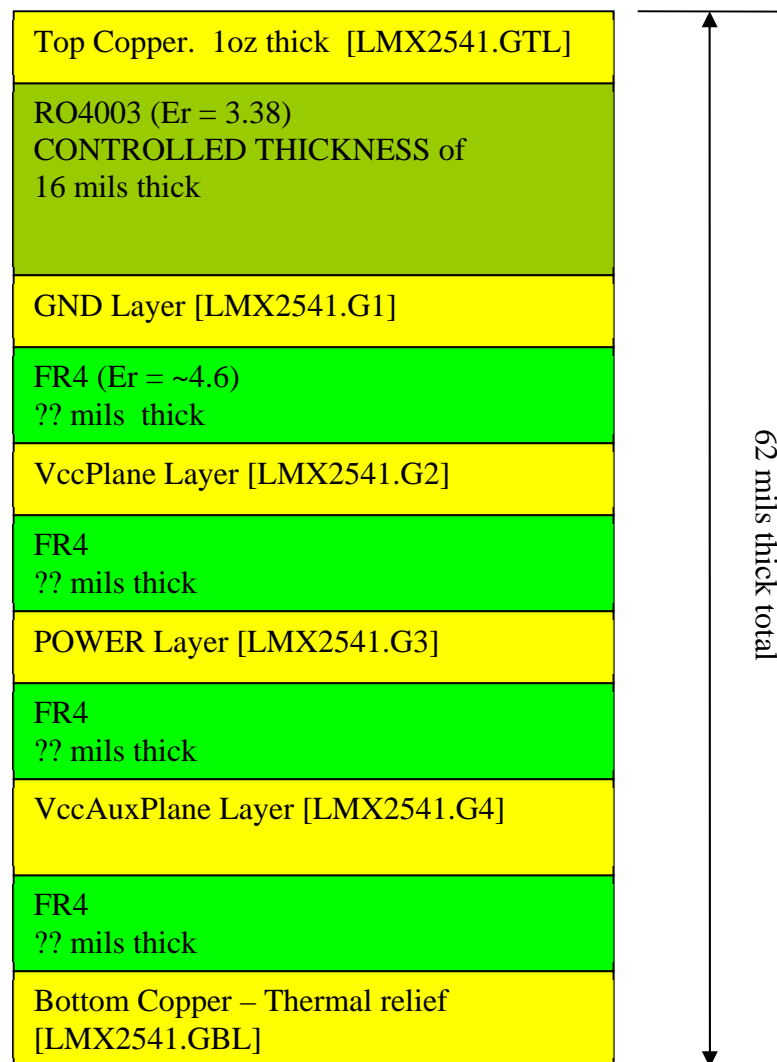 Top Copper.  1oz thick  [LMX2541.GTL]
RO4003 (Er = 3.38)
CONTROLLED THICKNESS of
16 mils thick
GND Layer [LMX2541.G1]
FR4 (Er = ~4.6)
?? mils  thick
VccPlane Layer [LMX2541.G2]
FR4
?? mils thick
POWER Layer [LMX2541.G3]
FR4
?? mils thick
VccAuxPlane Layer [LMX2541.G4]
FR4
?? mils thick
Bottom Copper – Thermal relief
[LMX2541.GBL]
62 mils thick total